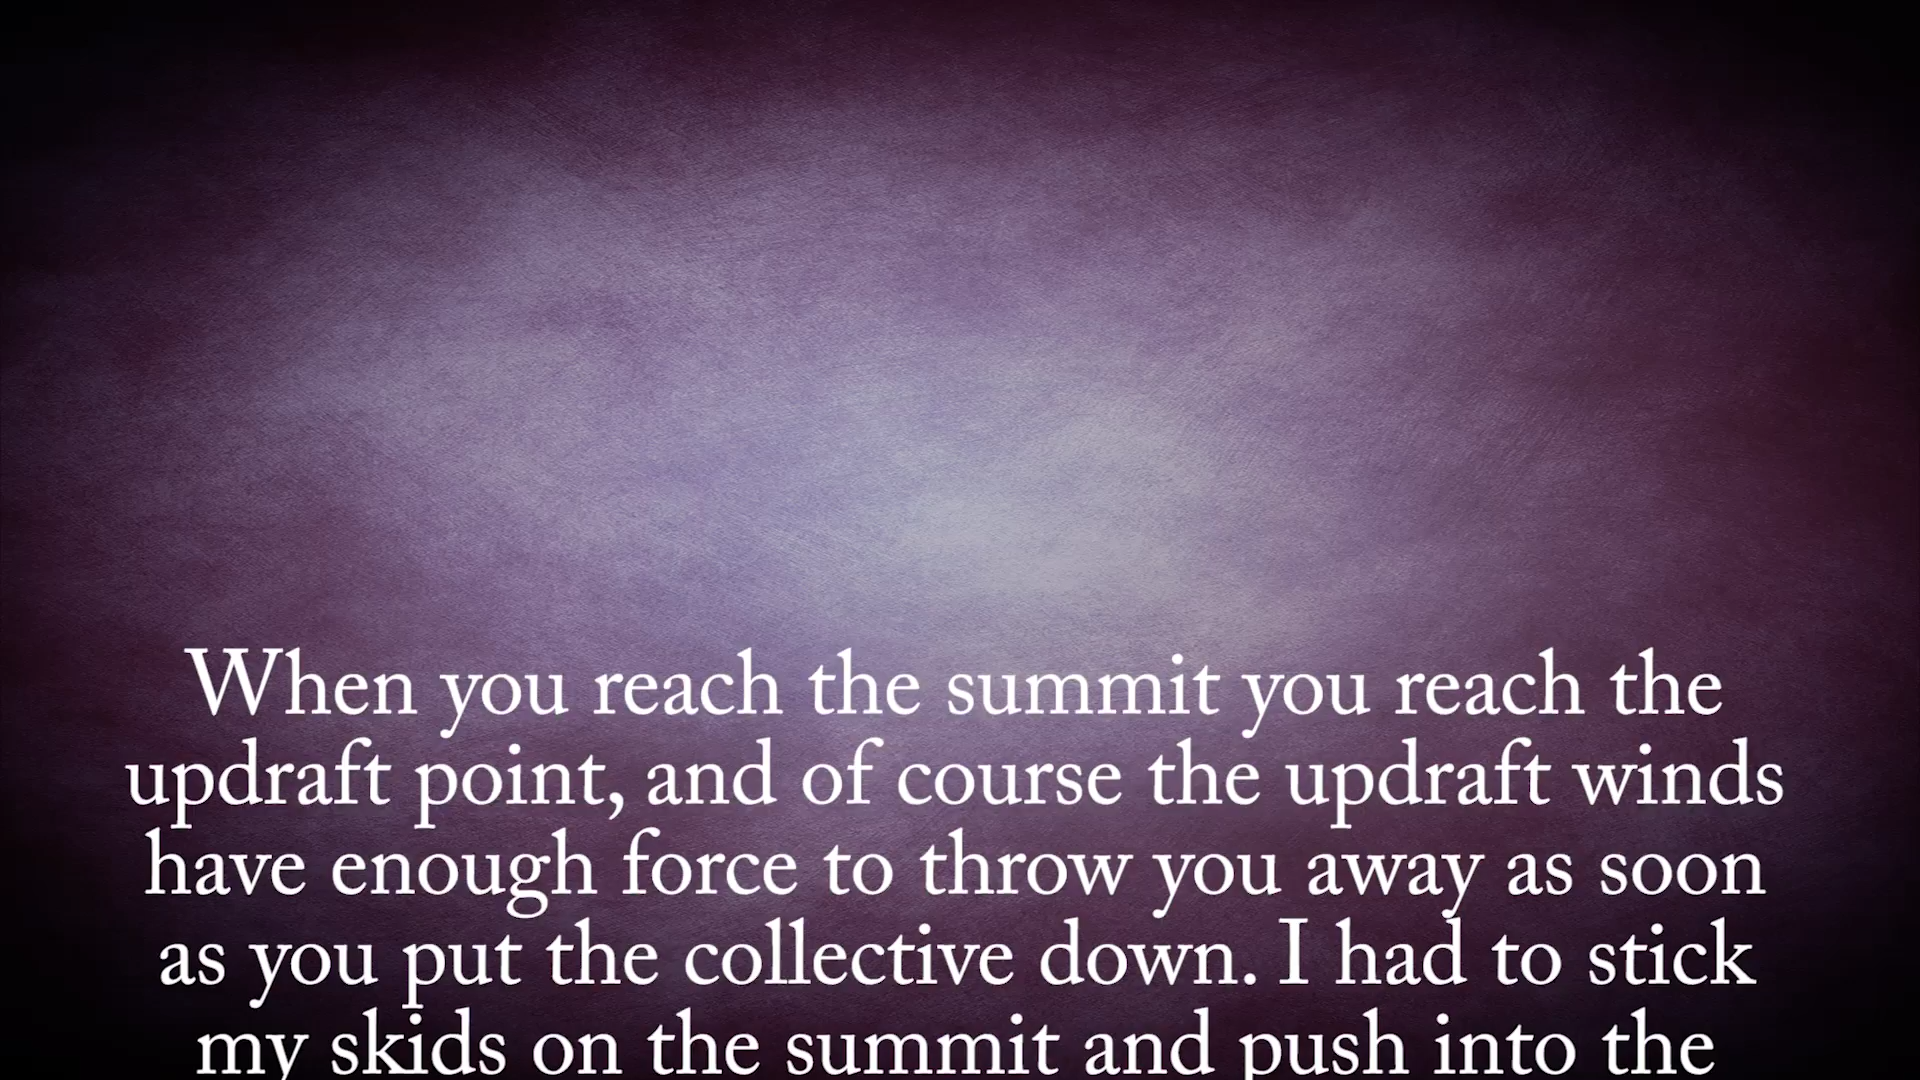 When you reach the summit you reach the
updraft point, and of course the updraft winds
have enough force to throw you away as soon
as you put the collective down. I had to stick
my skids on the summit and push into the